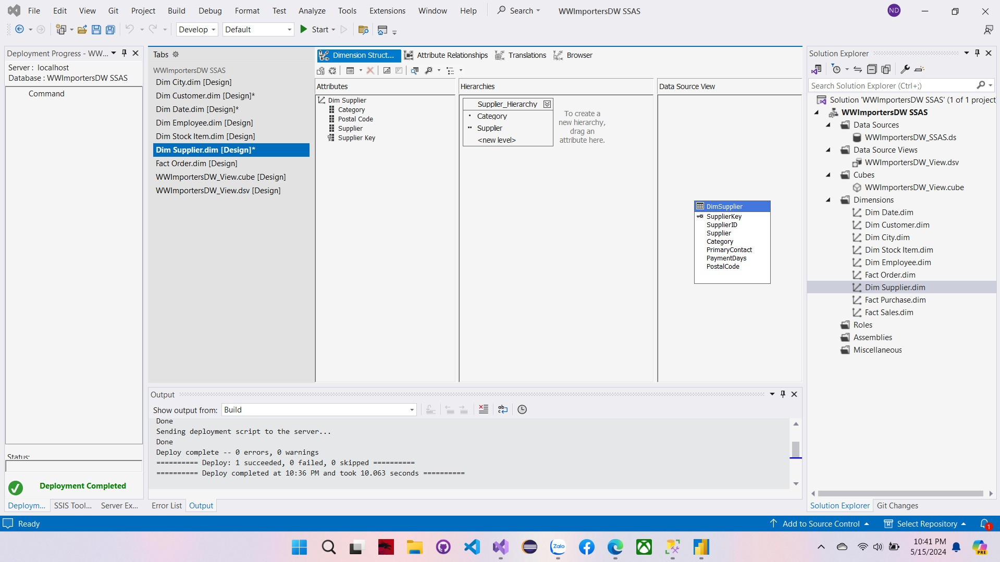 File Edit View Git Project Build Debug Format Test Analyze Tools Extensions Window Help Search WWImportersDW SSAS ND
Develop Default Start
Deployment Progress - WW...
Server : localhost
Database : WWImportersDW SSAS
Command
Status:
Deployment Completed
Deploym... SSIS Tool... Server Ex...
Tabs
WWImportersDW SSAS
Dim City.dim [Design]
Dim Customer.dim [Design]*
Dim Date.dim [Design]*
Dim Employee.dim [Design]
Dim Stock Item.dim [Design]
Dim Supplier.dim [Design]*
Fact Order.dim [Design]
WWImportersDW_View.cube [Design]
WWImportersDW_View.dsv [Design]
Dimension Struct... Attribute Relationships Translations Browser
Attributes
Dim Supplier
Category
Postal Code
Supplier
Supplier Key
Hierarchies
Supplier_Hierarchy
Category
Supplier
<new level>
To create a
new hierarchy,
drag an
attribute here.
Data Source View
DimSupplier
SupplierKey
SupplierID
Supplier
Category
PrimaryContact
PaymentDays
PostalCode
Output
Show output from: Build
Done
Sending deployment script to the server...
Done
Deploy complete -- 0 errors, 0 warnings
========== Deploy: 1 succeeded, 0 failed, 0 skipped ==========
========== Deploy completed at 10:36 PM and took 10.063 seconds ==========
Error List Output
Solution Explorer
Search Solution Explorer (Ctrl+;)
Solution 'WWImportersDW SSAS' (1 of 1 project
WWImportersDW SSAS
Data Sources
WWImportersDW_SSAS.ds
Data Source Views
WWImportersDW_View.dsv
Cubes
WWImportersDW_View.cube
Dimensions
Dim Date.dim
Dim Customer.dim
Dim City.dim
Dim Stock Item.dim
Dim Employee.dim
Fact Order.dim
Dim Supplier.dim
Fact Purchase.dim
Fact Sales.dim
Roles
Assemblies
Miscellaneous
Solution Explorer Git Changes
Ready Add to Source Control Select Repository 1
Zalo
10:41 PM
5/15/2024
PRE